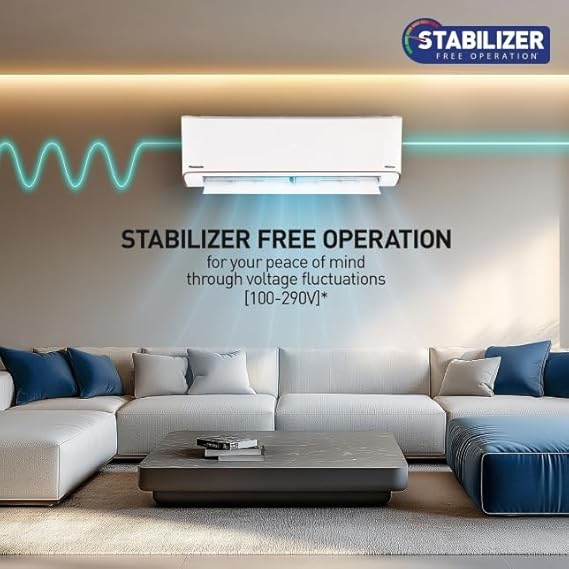 STABILIZER
FREE OPERATION*
STABILIZER FREE OPERATION
for your peace of mind
through voltage fluctuations
[100-290V]*